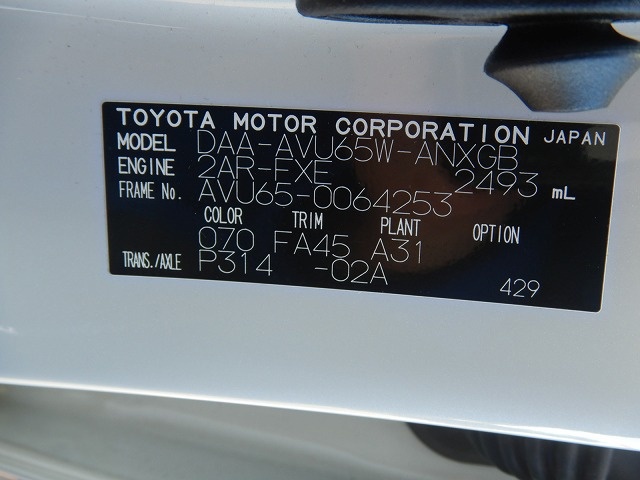 TOYOTA MOTOR CORPORATION JAPAN
MODEL DAA-AVU65W-ANXGB
ENGINE 2AR-FXE 2493 mL
FRAME No. AVU65-0064253
COLOR TRIM PLANT OPTION
070 FA45 A31
TRANS./AXLE P314 -02A
429